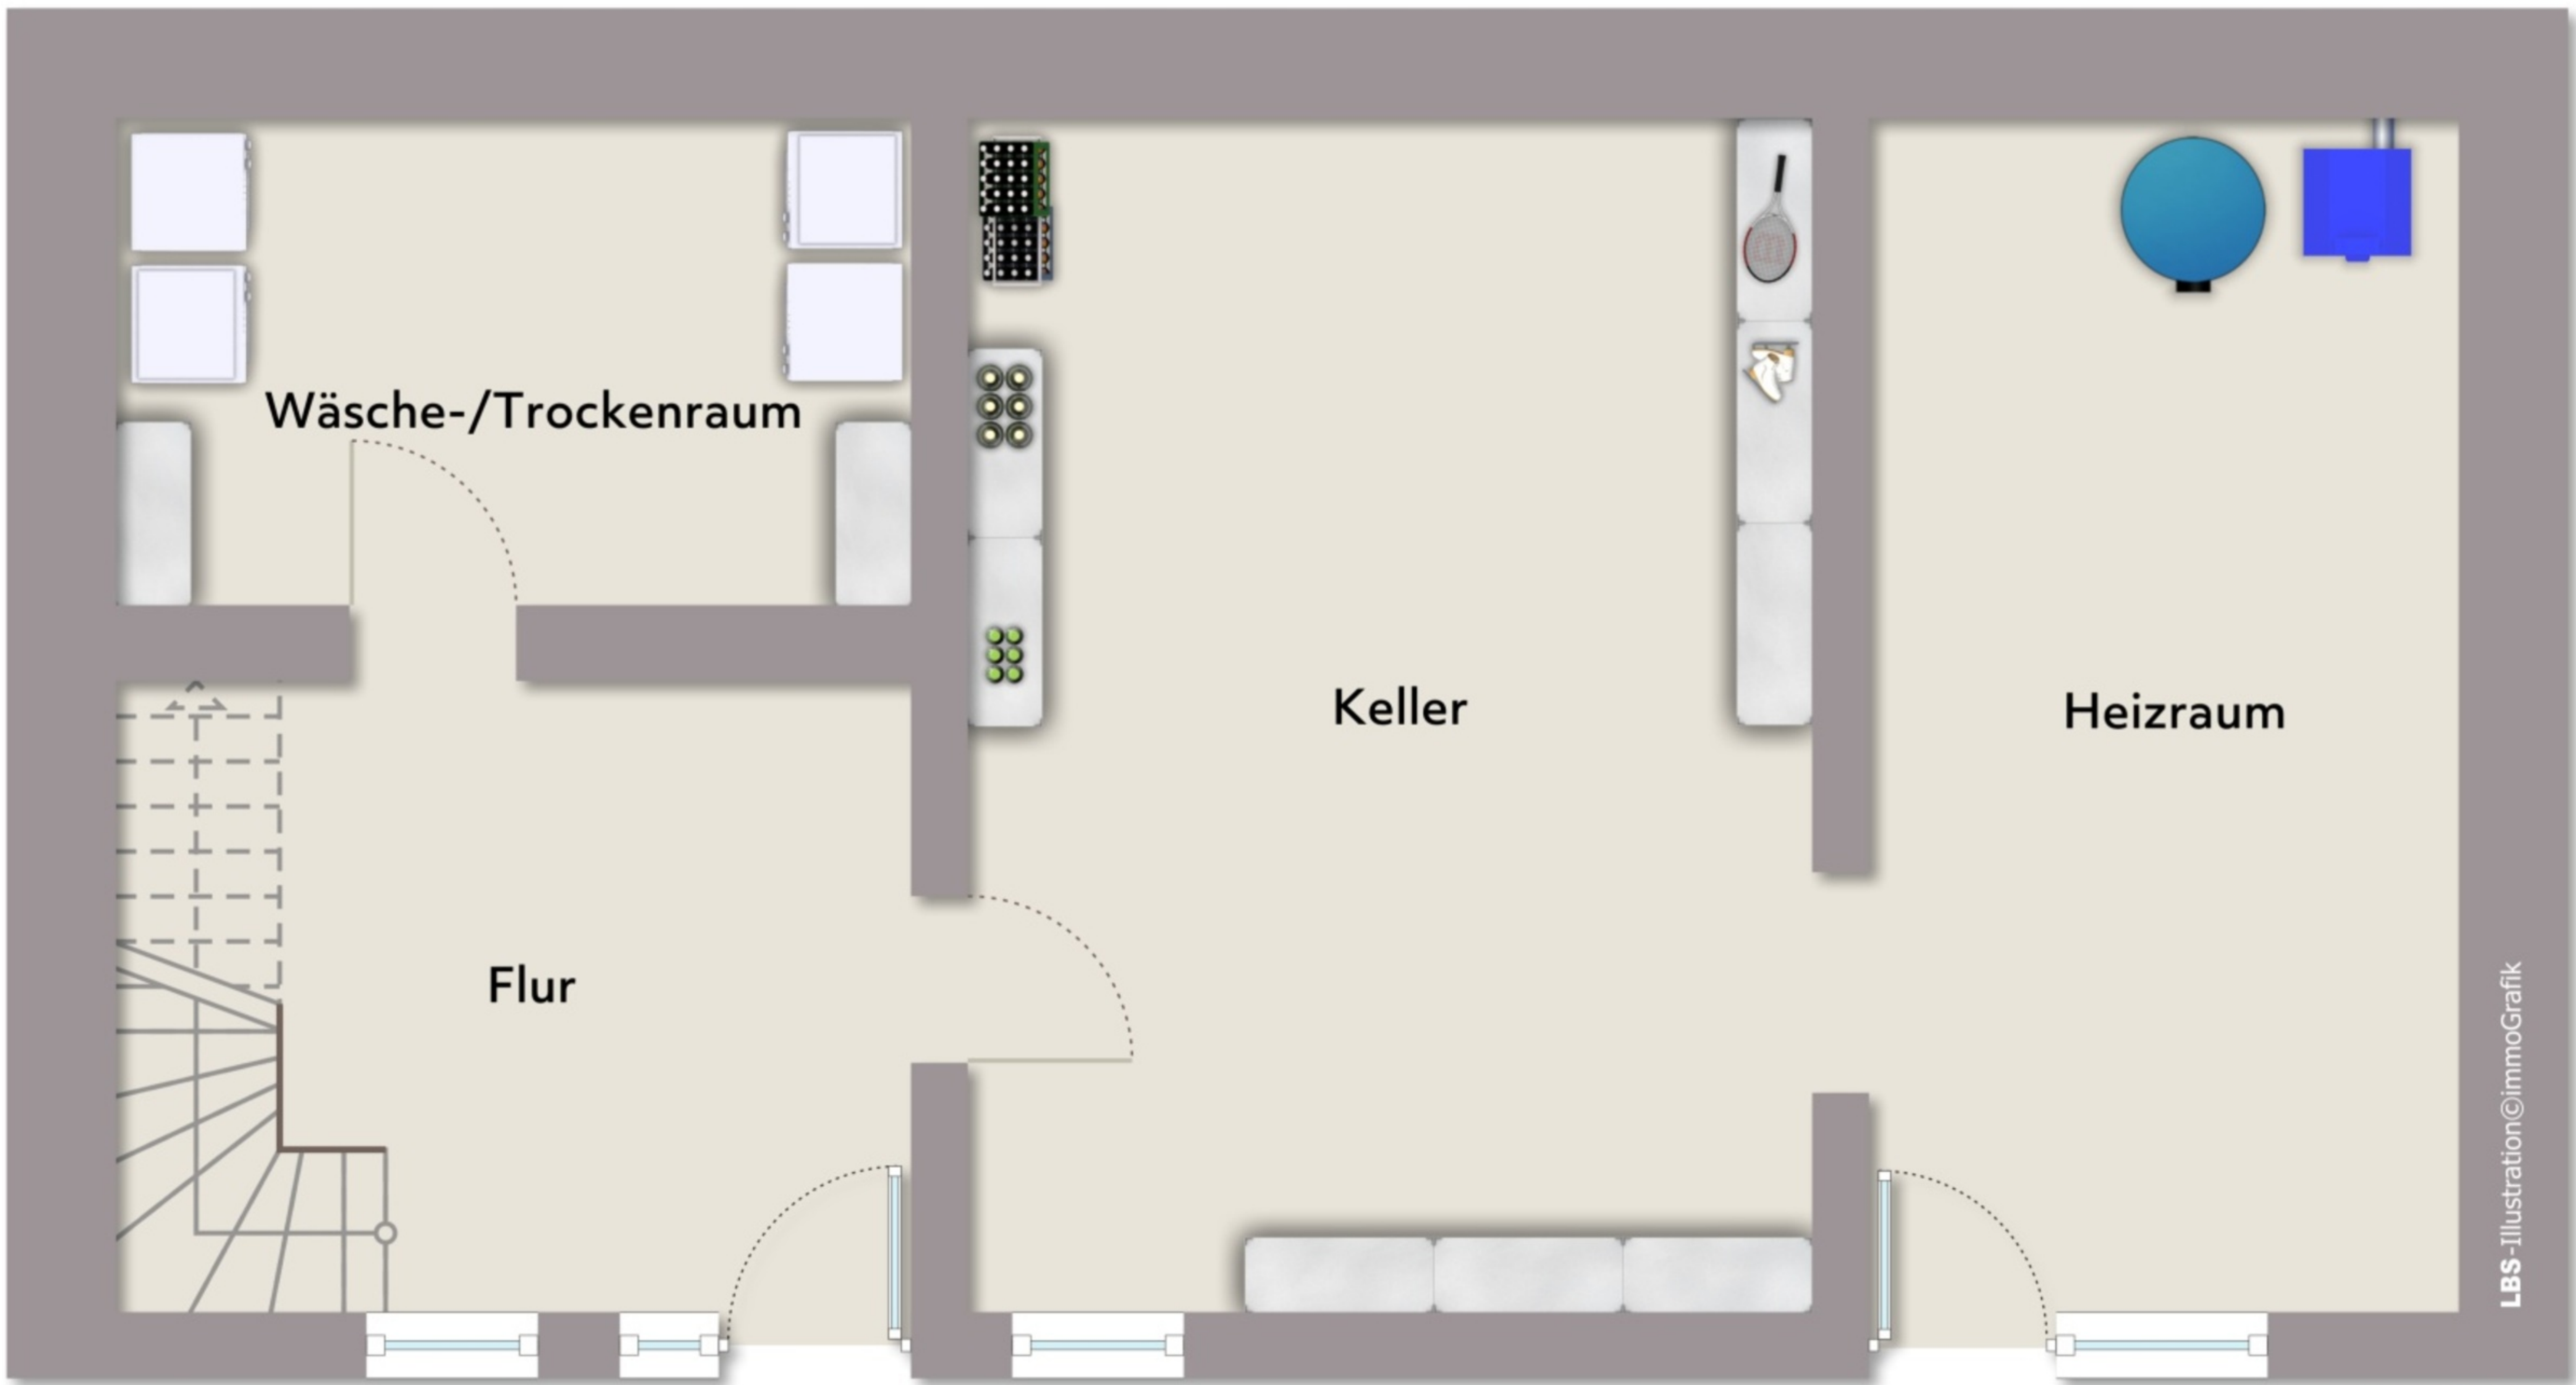 Wäsche-/Trockenraum
Keller
Heizraum
Flur
LBS-Illustration©immoGrafik